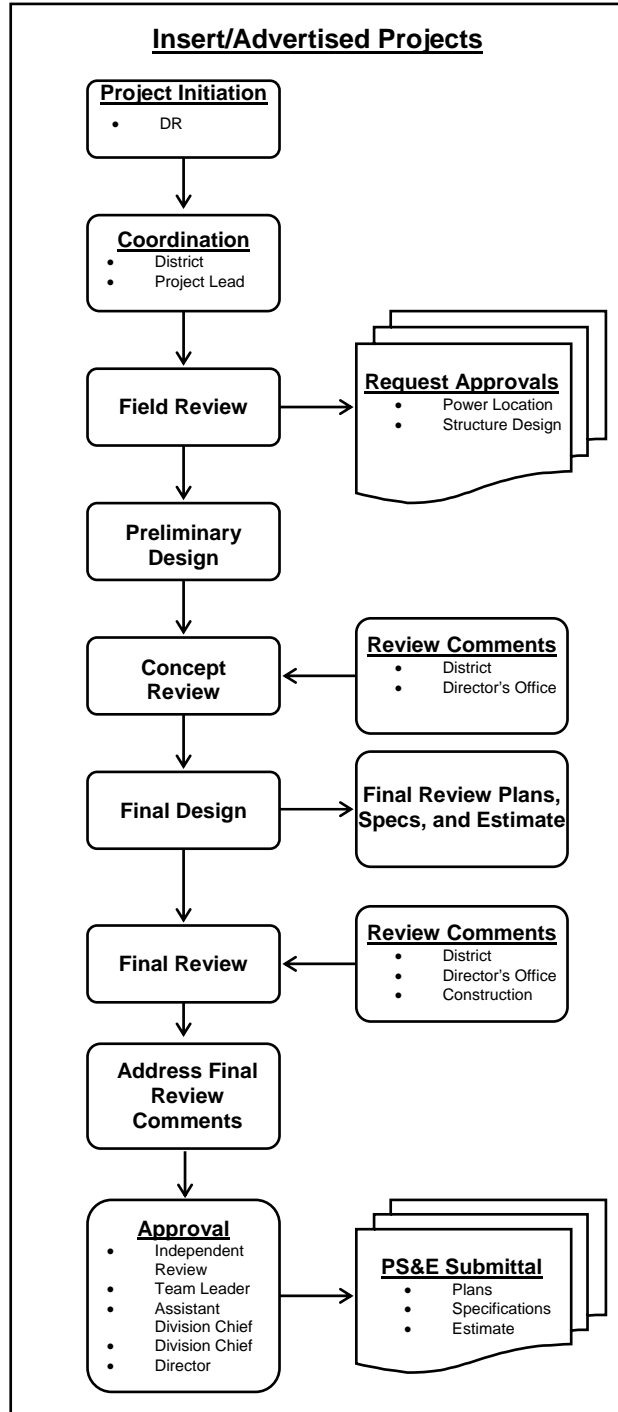 Insert/Advertised Projects
Project Initiation
• DR
Coordination
• District
• Project Lead
Field Review
Request Approvals
• Power Location
• Structure Design
Preliminary
Design
Concept
Review
Review Comments
• District
• Director's Office
Final Design
Final Review Plans,
Specs, and Estimate
Final Review
Review Comments
• District
• Director's Office
• Construction
Address Final
Review
Comments
Approval
• Independent
Review
• Team Leader
• Assistant
Division Chief
• Division Chief
• Director
PS&E Submittal
• Plans
• Specifications
• Estimate